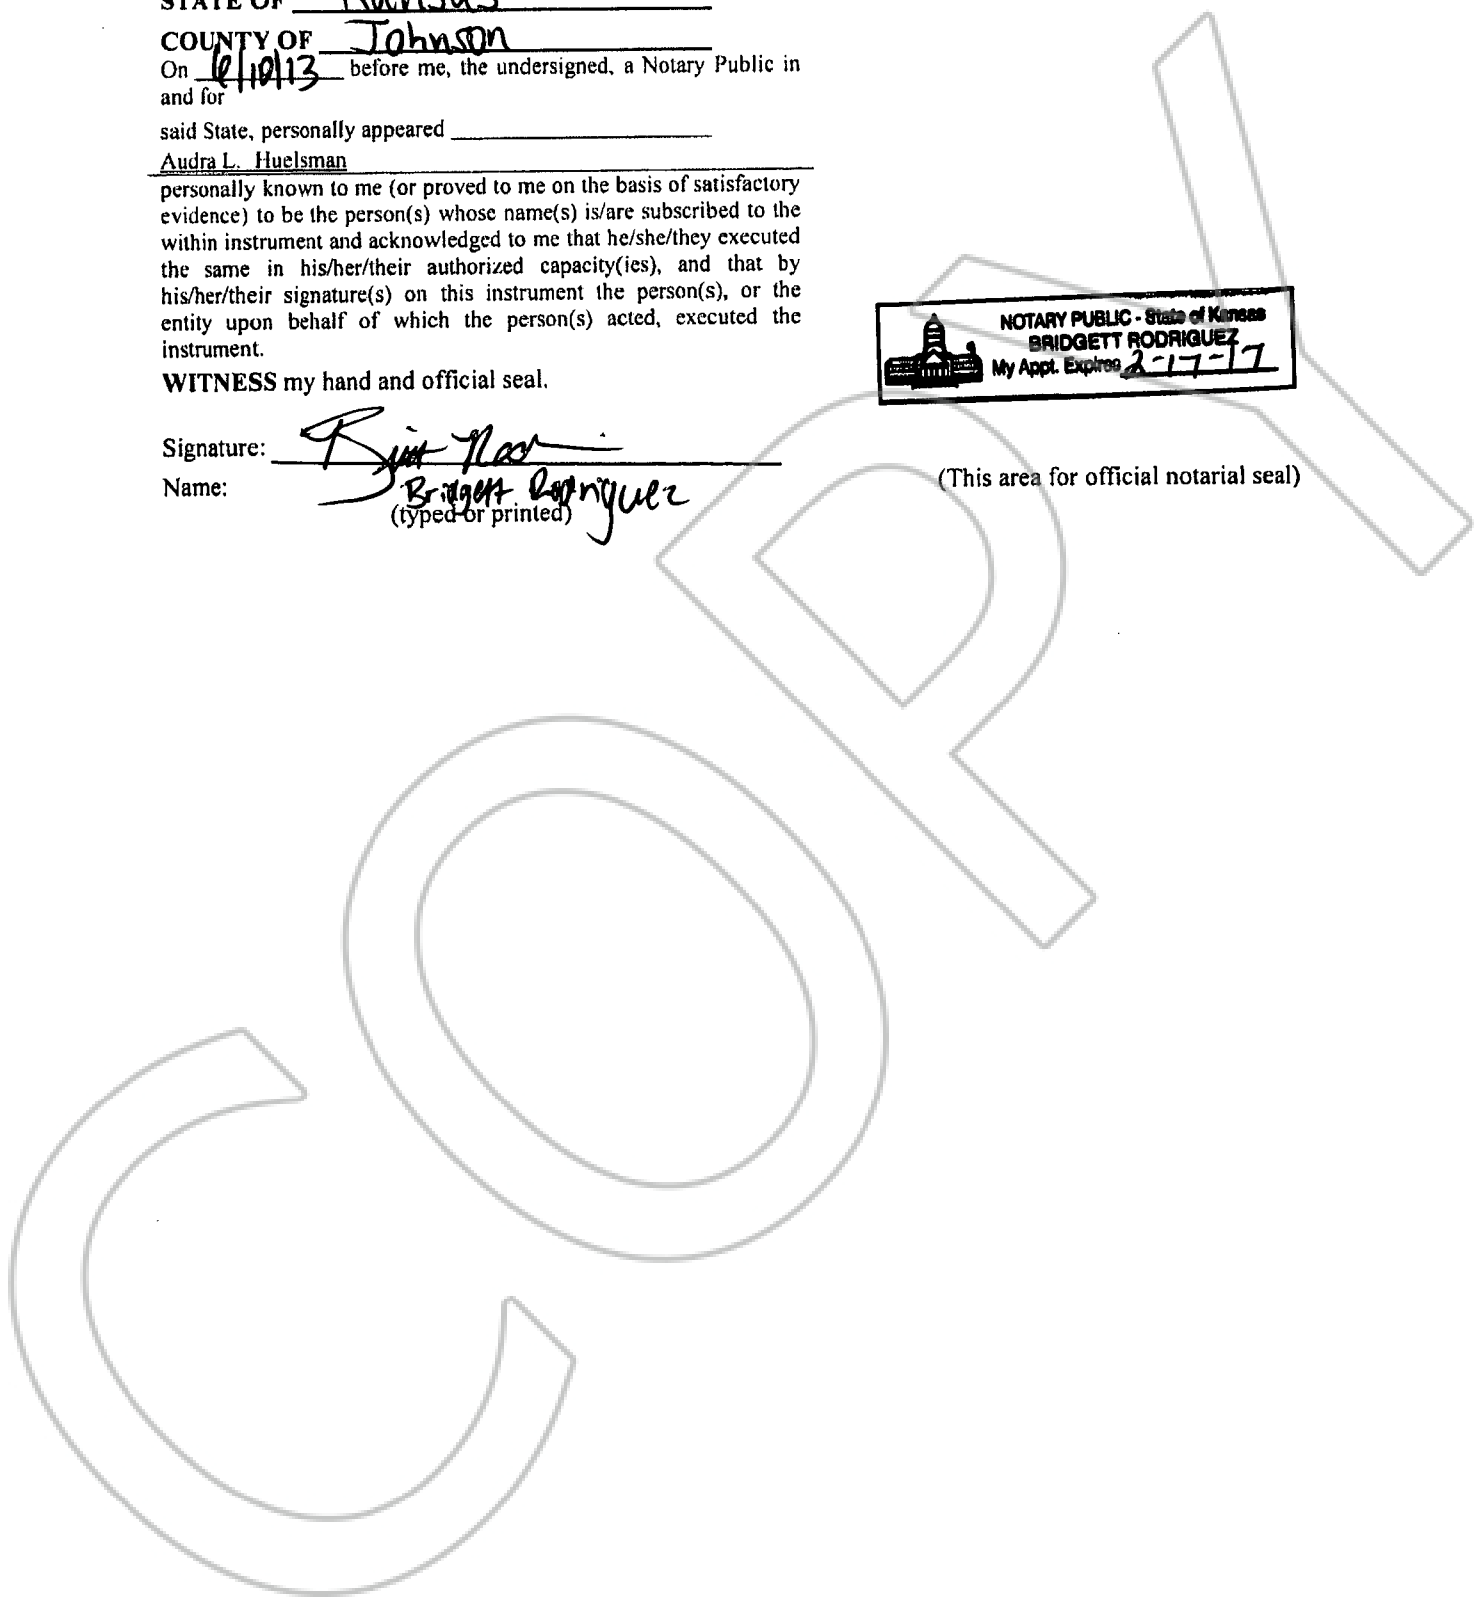 STATE OF Kansas
COUNTY OF Johnson
On 6/10/13 before me, the undersigned, a Notary Public in
and for
said State, personally appeared
Audra L. Huelsman
personally known to me (or proved to me on the basis of satisfactory
evidence) to be the person(s) whose name(s) is/are subscribed to the
within instrument and acknowledged to me that he/she/they executed
the same in his/her/their authorized capacity(ies), and that by
his/her/their signature(s) on this instrument the person(s), or the
entity upon behalf of which the person(s) acted, executed the
instrument.
WITNESS my hand and official seal.
Signature:
Name: Bridgett Rodriguez
(typed or printed)
NOTARY PUBLIC - State of Kansas
BRIDGETT RODRIGUEZ
My Appt. Expires 2-17-17
(This area for official notarial seal)
COPY